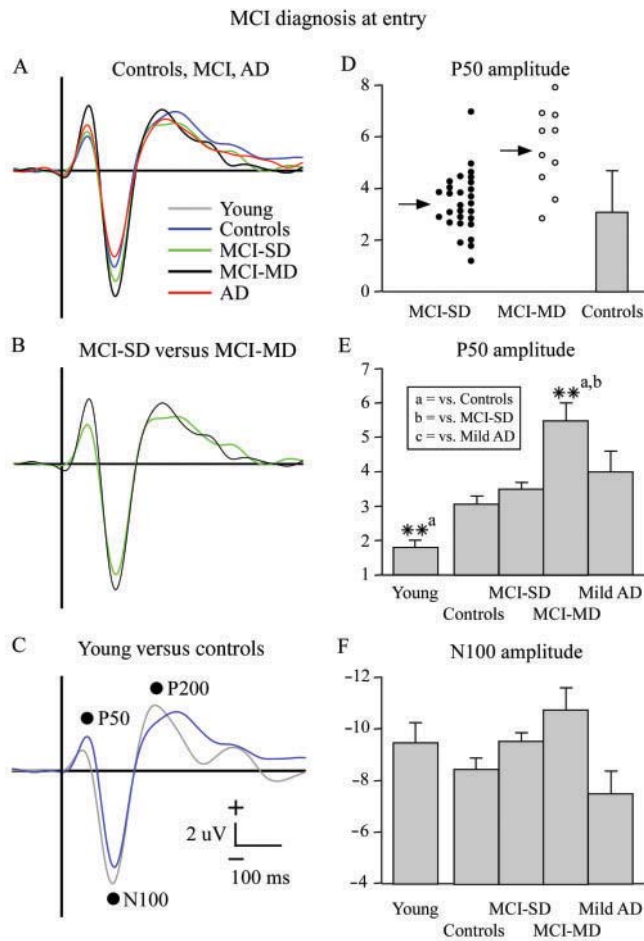 MCI diagnosis at entry
A
Controls, MCI, AD
Young
Controls
MCI-SD
MCI-MD
AD
B
MCI-SD versus MCI-MD
C
Young versus controls
P50
P200
N100
+
2 uV
−
100 ms
D
P50 amplitude
8
6
4
2
0
MCI-SD
MCI-MD
Controls
E
P50 amplitude
7
6
5
4
3
2
1
a = vs. Controls
b = vs. MCI-SD
c = vs. Mild AD
**a
**a,b
Young
MCI-SD
Mild AD
Controls
MCI-MD
F
N100 amplitude
−12
−10
−8
−6
−4
Young
MCI-SD
Mild AD
Controls
MCI-MD